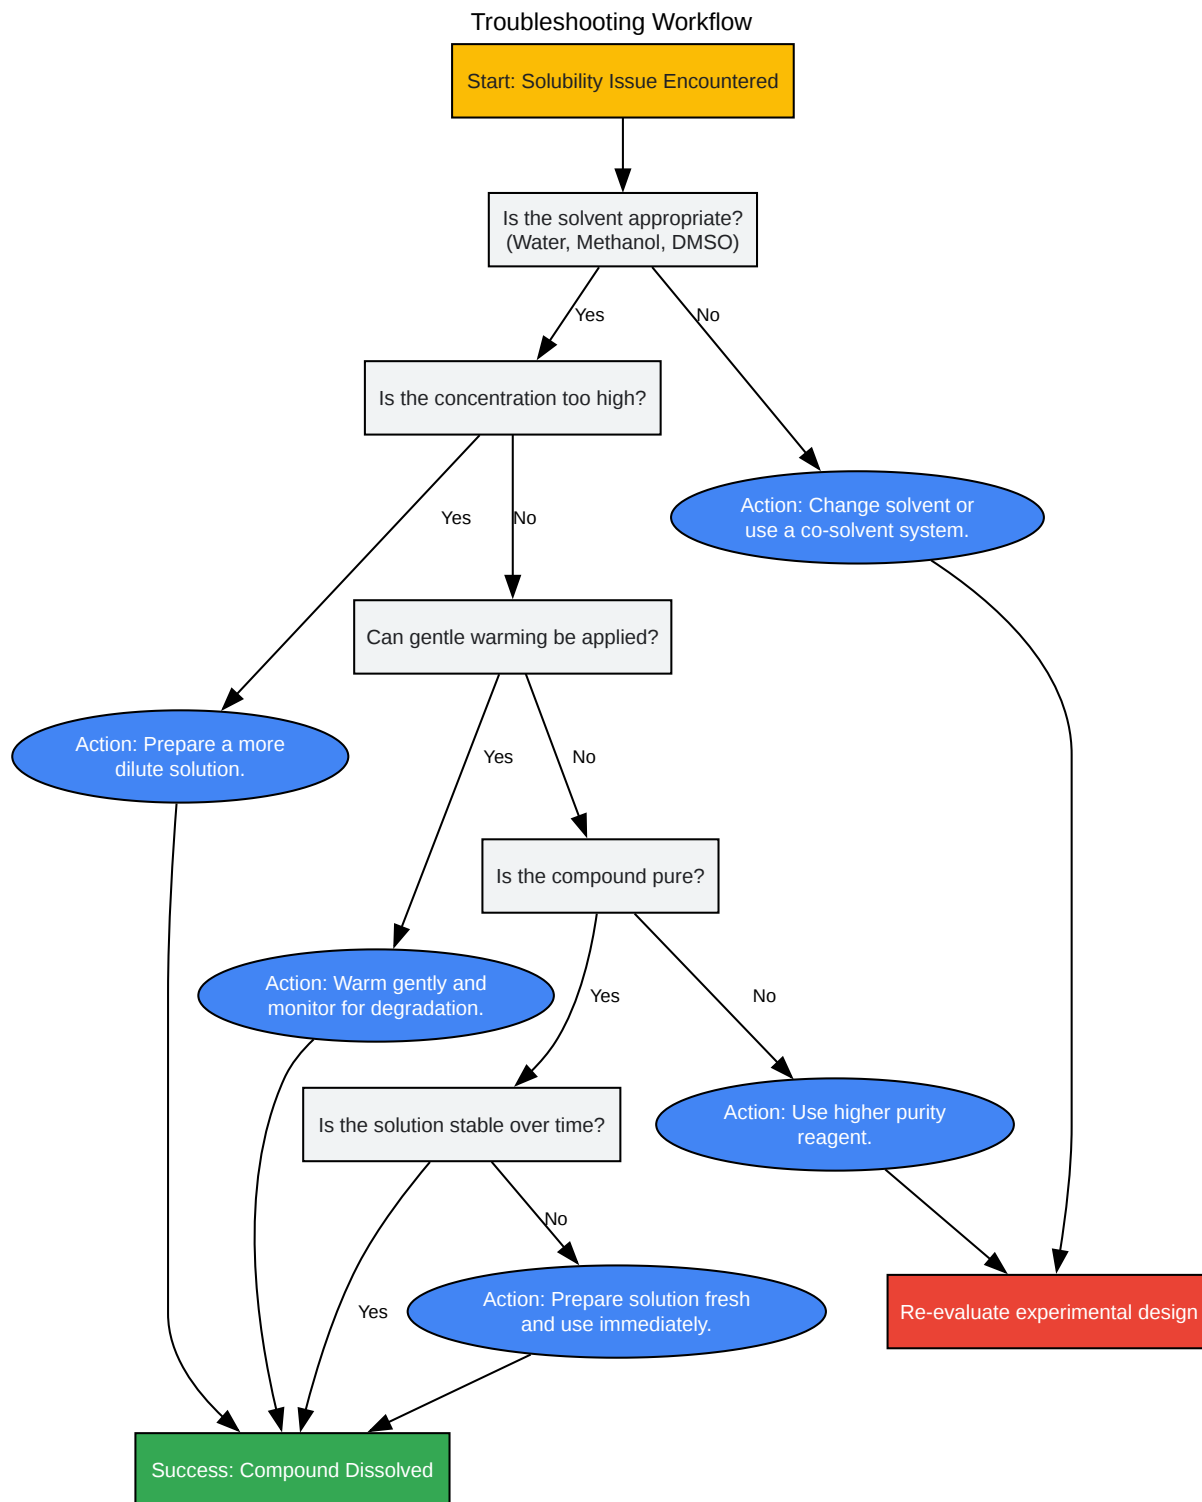 Troubleshooting Workflow
Start: Solubility Issue Encountered
Is the solvent appropriate?
(Water, Methanol, DMSO)
Yes
No
Is the concentration too high?
Action: Change solvent or
use a co-solvent system.
Yes
No
Can gentle warming be applied?
Action: Prepare a more
dilute solution.
Yes
No
Is the compound pure?
Action: Warm gently and
monitor for degradation.
Yes
No
Is the solution stable over time?
Action: Use higher purity
reagent.
No
Yes
Action: Prepare solution fresh
and use immediately.
Re-evaluate experimental design
Success: Compound Dissolved